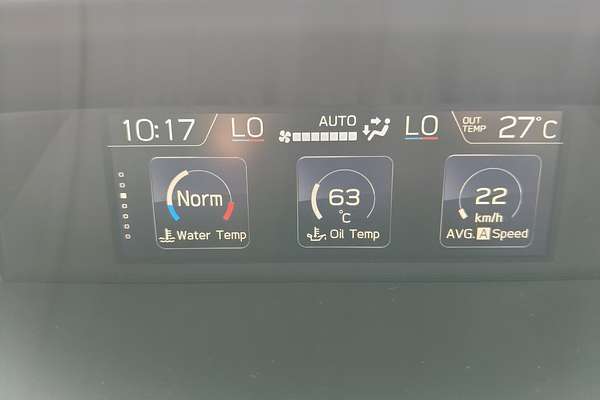 10:17 LO AUTO LO OUT TEMP 27°C
Norm
Water Temp
63
°C
Oil Temp
22
km/h
AVG. A Speed